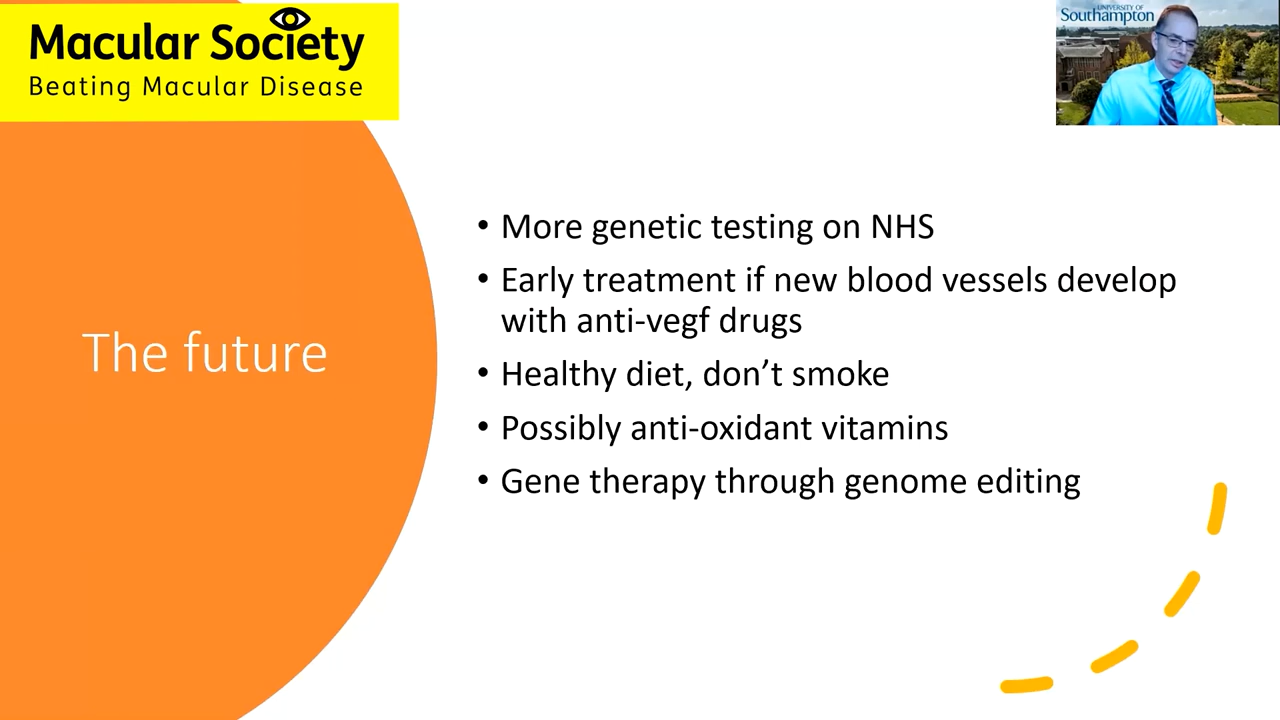 Macular Society
Beating Macular Disease
UNIVERSITY OF
Southampton
The future
• More genetic testing on NHS
• Early treatment if new blood vessels develop
with anti-vegf drugs
• Healthy diet, don’t smoke
• Possibly anti-oxidant vitamins
• Gene therapy through genome editing